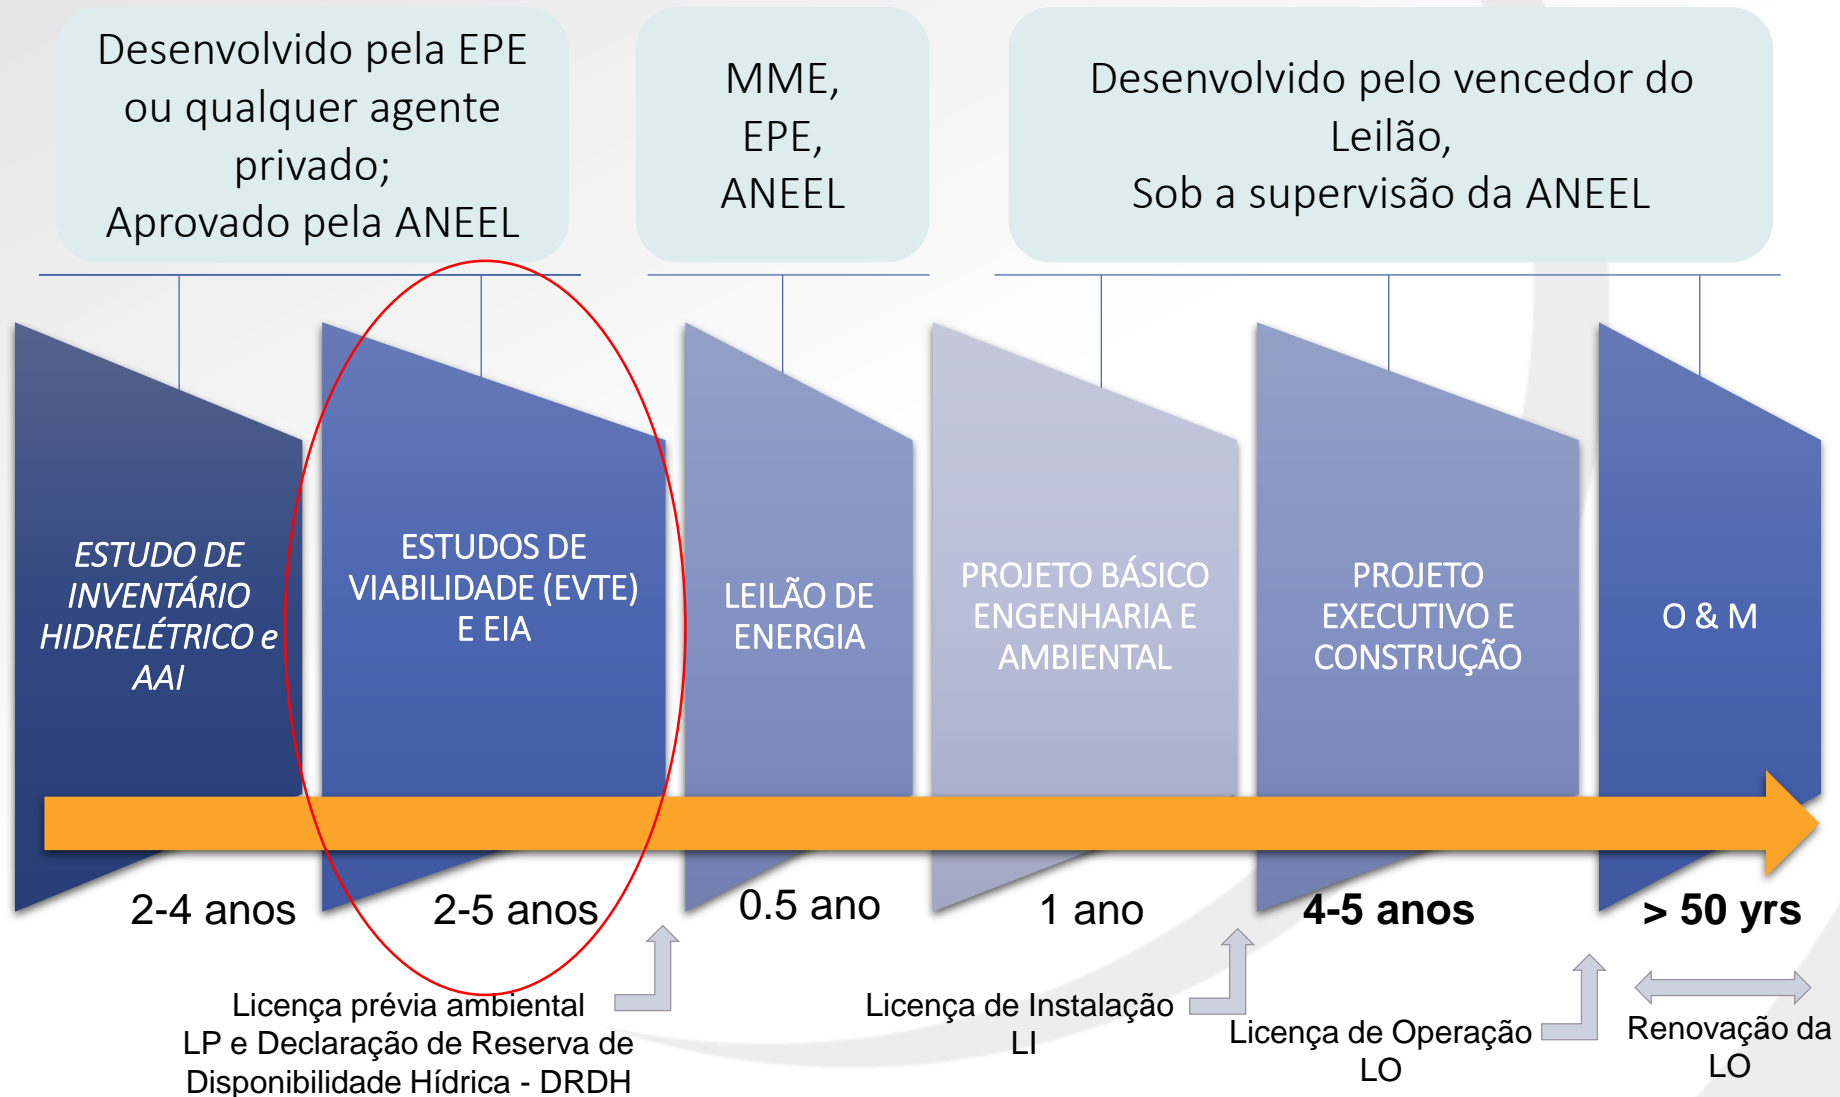 Desenvolvido pela EPE
ou qualquer agente
privado;
Aprovado pela ANEEL
MME,
EPE,
ANEEL
Desenvolvido pelo vencedor do
Leilão,
Sob a supervisão da ANEEL
ESTUDO DE
INVENTÁRIO
HIDRELÉTRICO e
AAI
ESTUDOS DE
VIABILIDADE (EVTE)
E EIA
LEILÃO DE
ENERGIA
PROJETO BÁSICO
ENGENHARIA E
AMBIENTAL
PROJETO
EXECUTIVO E
CONSTRUÇÃO
O & M
2-4 anos
2-5 anos
0.5 ano
1 ano
4-5 anos
> 50 yrs
Licença prévia ambiental
LP e Declaração de Reserva de
Disponibilidade Hídrica - DRDH
Licença de Instalação
LI
Licença de Operação
LO
Renovação da
LO